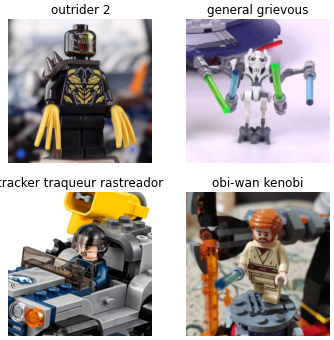 outrider 2
general grievous
tracker traqueur rastreador
obi-wan kenobi